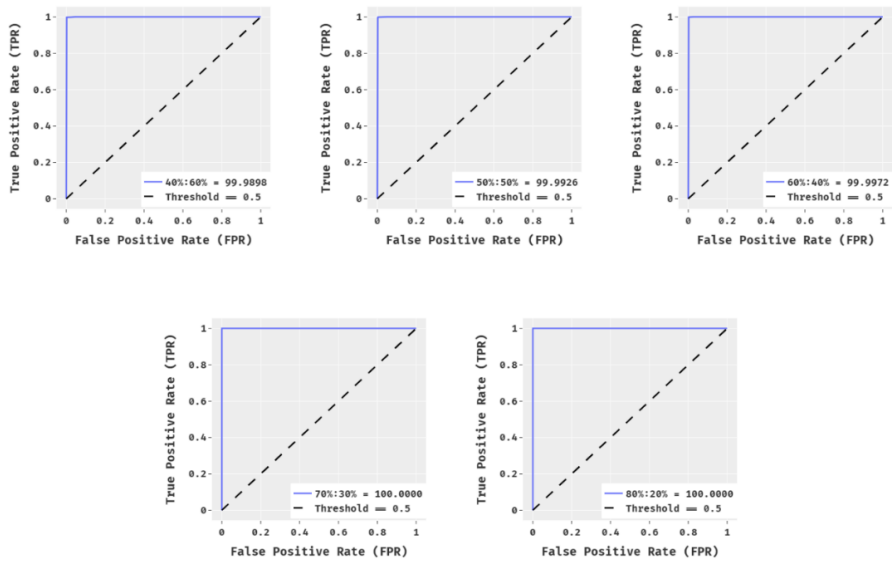 True Positive Rate (TPR)
1
0.8
0.6
0.4
0.2
0
40%:60% = 99.9898
Threshold == 0.5
0 0.2 0.4 0.6 0.8 1
False Positive Rate (FPR)
True Positive Rate (TPR)
1
0.8
0.6
0.4
0.2
0
50%:50% = 99.9926
Threshold == 0.5
0 0.2 0.4 0.6 0.8 1
False Positive Rate (FPR)
True Positive Rate (TPR)
1
0.8
0.6
0.4
0.2
0
60%:40% = 99.9972
Threshold == 0.5
0 0.2 0.4 0.6 0.8 1
False Positive Rate (FPR)
True Positive Rate (TPR)
1
0.8
0.6
0.4
0.2
0
70%:30% = 100.0000
Threshold == 0.5
0 0.2 0.4 0.6 0.8 1
False Positive Rate (FPR)
True Positive Rate (TPR)
1
0.8
0.6
0.4
0.2
0
80%:20% = 100.0000
Threshold == 0.5
0 0.2 0.4 0.6 0.8 1
False Positive Rate (FPR)